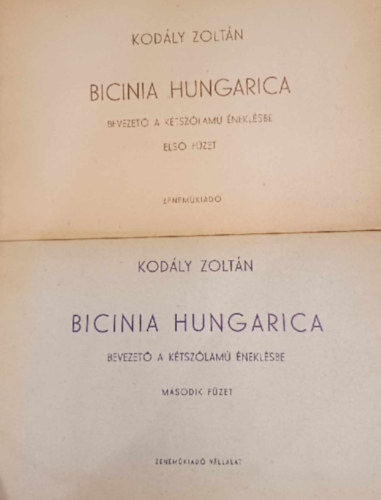 KODÁLY ZOLTÁN
BICINIA HUNGARICA
BEVEZETŐ A KÉTSZÓLAMÚ ÉNEKLÉSBE
ELSŐ FÜZET
ZENEMŰKIADÓ
KODÁLY ZOLTÁN
BICINIA HUNGARICA
BEVEZETŐ A KÉTSZÓLAMÚ ÉNEKLÉSBE
MÁSODIK FÜZET
ZENEMŰKIADÓ VÁLLALAT